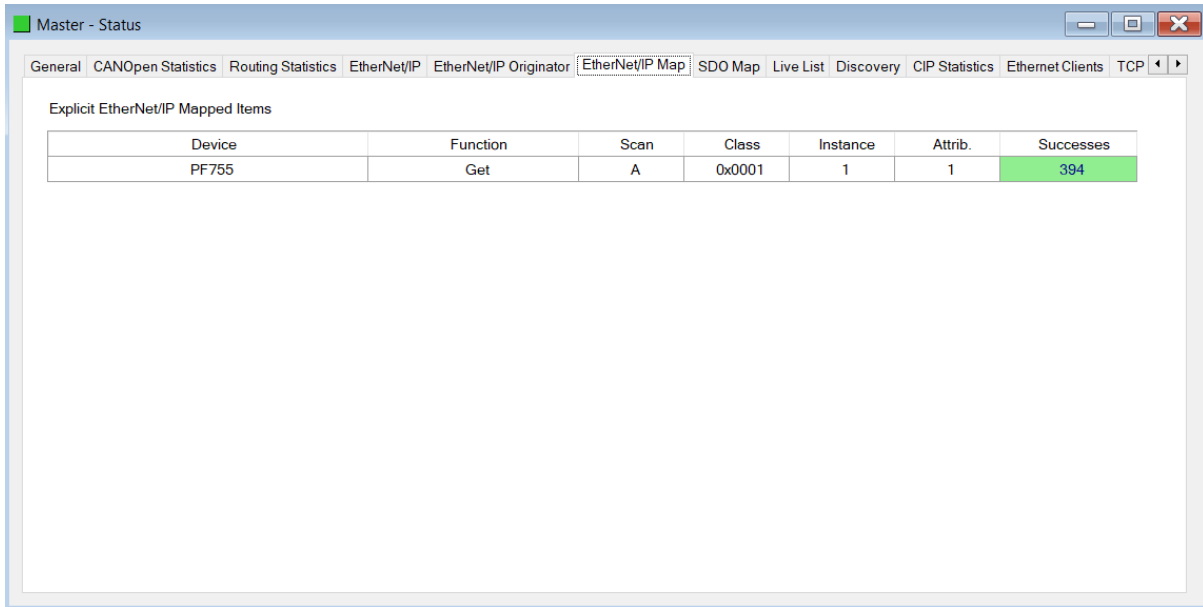 Master - Status
General CANOpen Statistics Routing Statistics EtherNet/IP EtherNet/IP Originator EtherNet/IP Map SDO Map Live List Discovery CIP Statistics Ethernet Clients TCP
Explicit EtherNet/IP Mapped Items
Device Function Scan Class Instance Attrib. Successes
PF755 Get A 0x0001 1 1 394